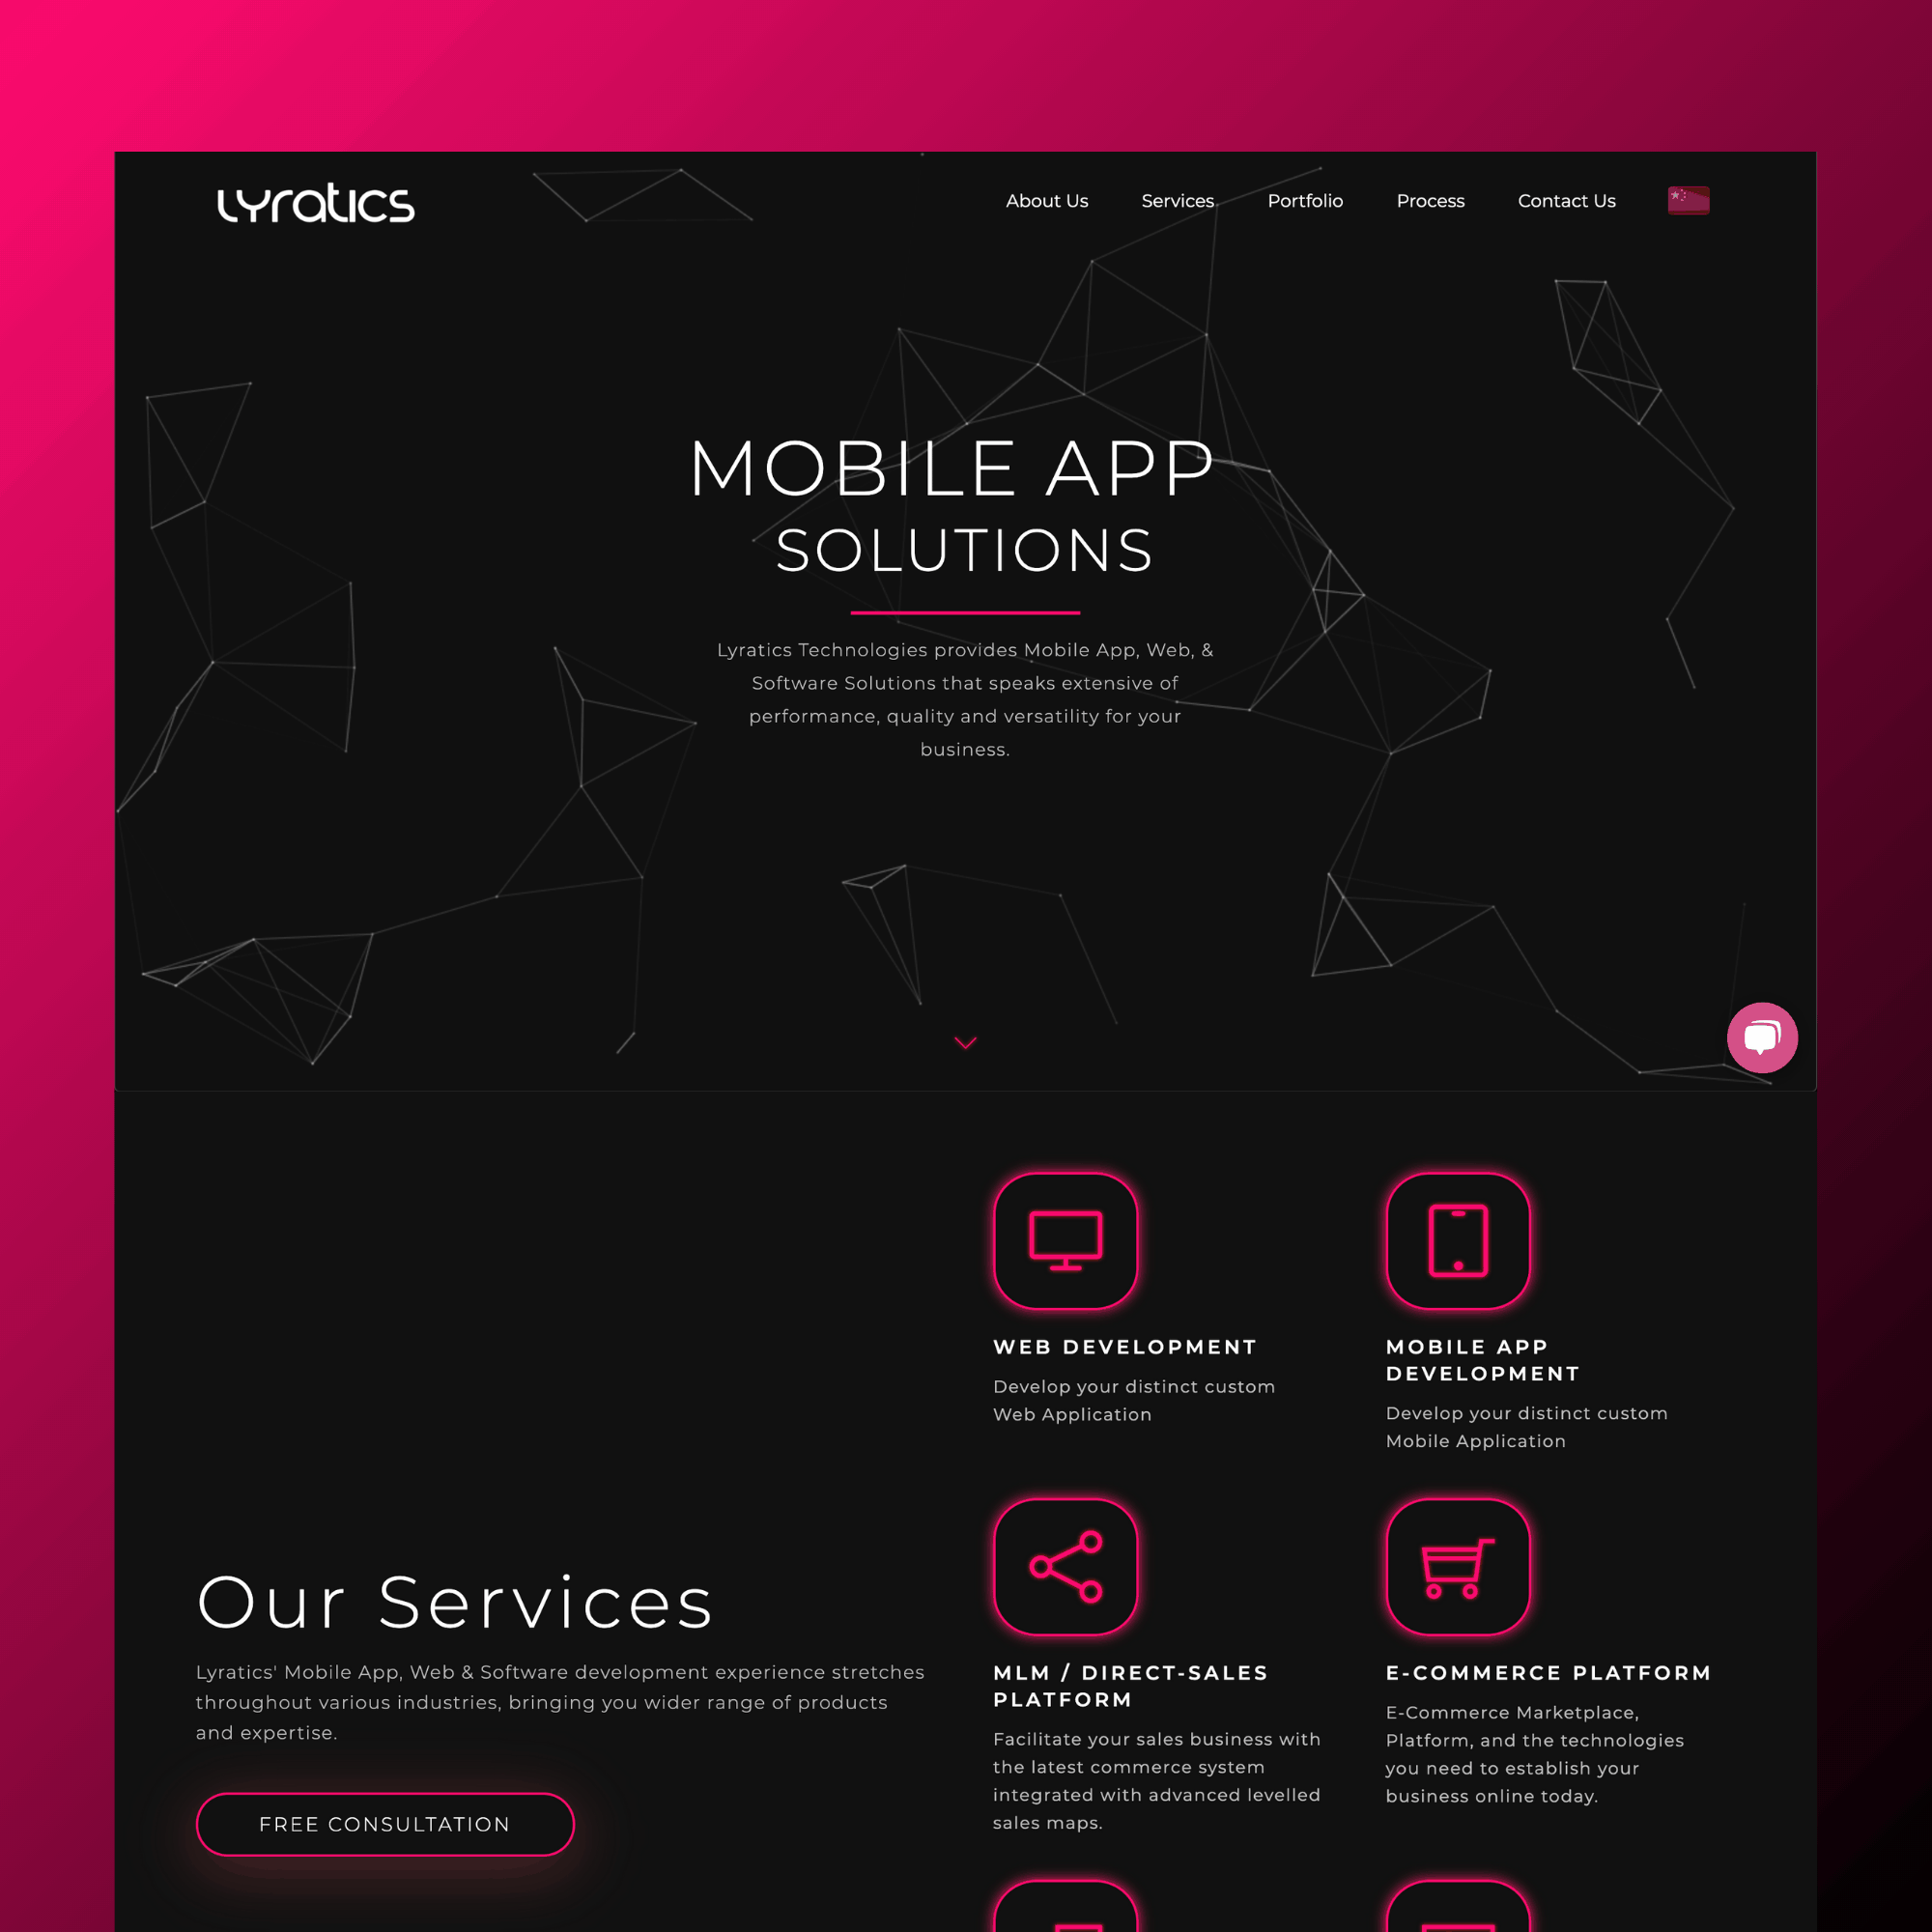 Lyratics
About Us
Services
Portfolio
Process
Contact Us
MOBILE APP
SOLUTIONS
Lyratics Technologies provides Mobile App, Web, &
Software Solutions that speaks extensive of
performance, quality and versatility for your
business.
Our Services
Lyratics' Mobile App, Web & Software development experience stretches
throughout various industries, bringing you wider range of products
and expertise.
FREE CONSULTATION
WEB DEVELOPMENT
Develop your distinct custom
Web Application
MOBILE APP
DEVELOPMENT
Develop your distinct custom
Mobile Application
MLM / DIRECT-SALES
PLATFORM
Facilitate your sales business with
the latest commerce system
integrated with advanced levelled
sales maps.
E-COMMERCE PLATFORM
E-Commerce Marketplace,
Platform, and the technologies
you need to establish your
business online today.